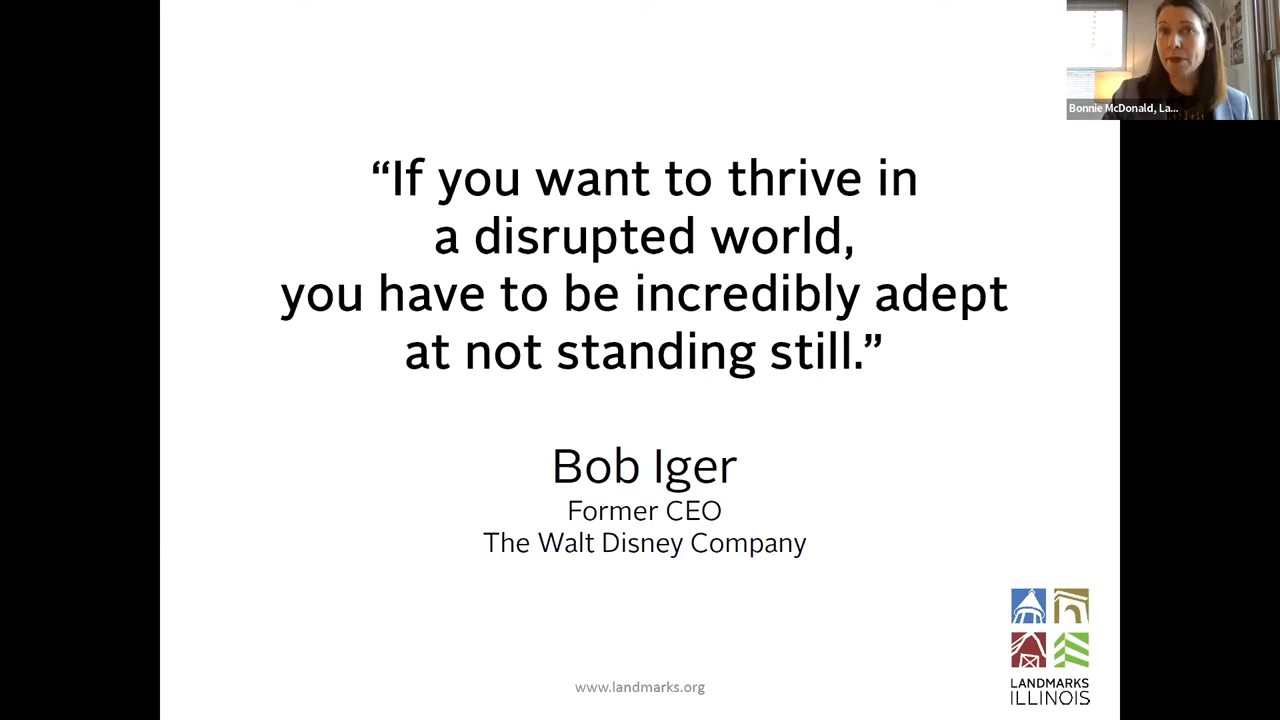 Bonnie McDonald, La...
“If you want to thrive in
a disrupted world,
you have to be incredibly adept
at not standing still.”
Bob Iger
Former CEO
The Walt Disney Company
LANDMARKS
ILLINOIS
www.landmarks.org